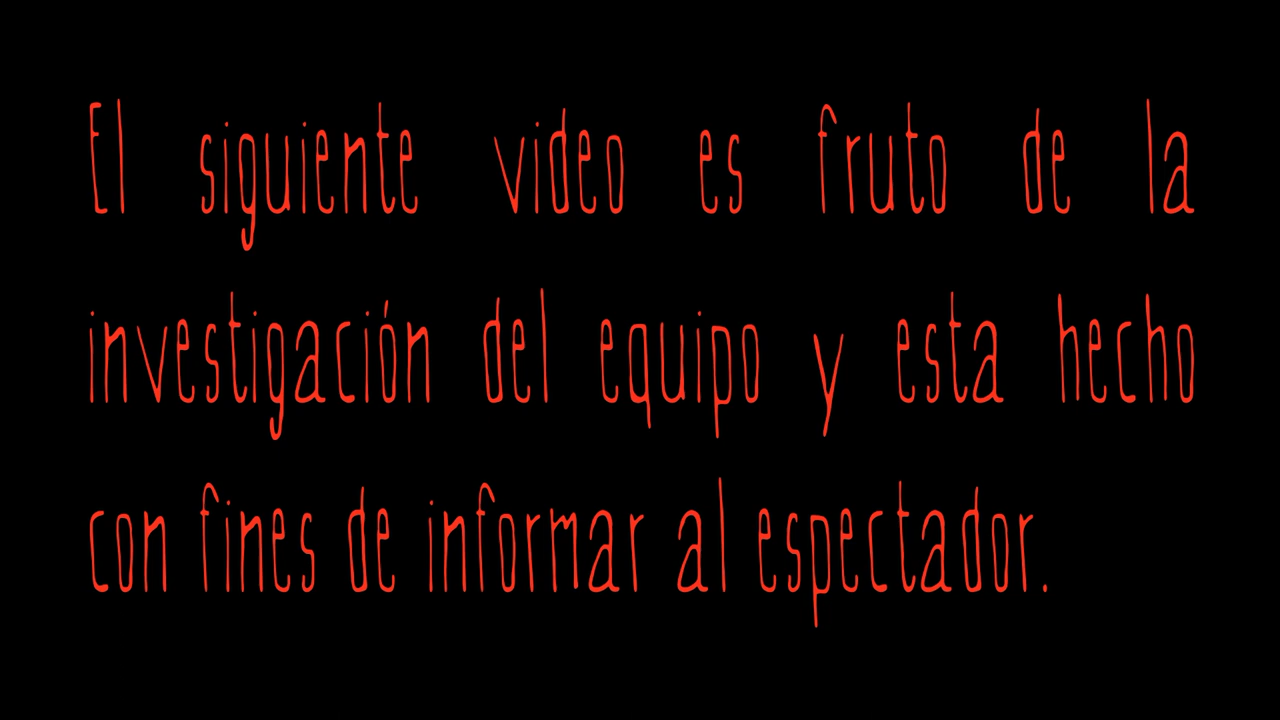 El siguiente video es fruto de la
investigación del equipo y esta hecho
con fines de informar al espectador.